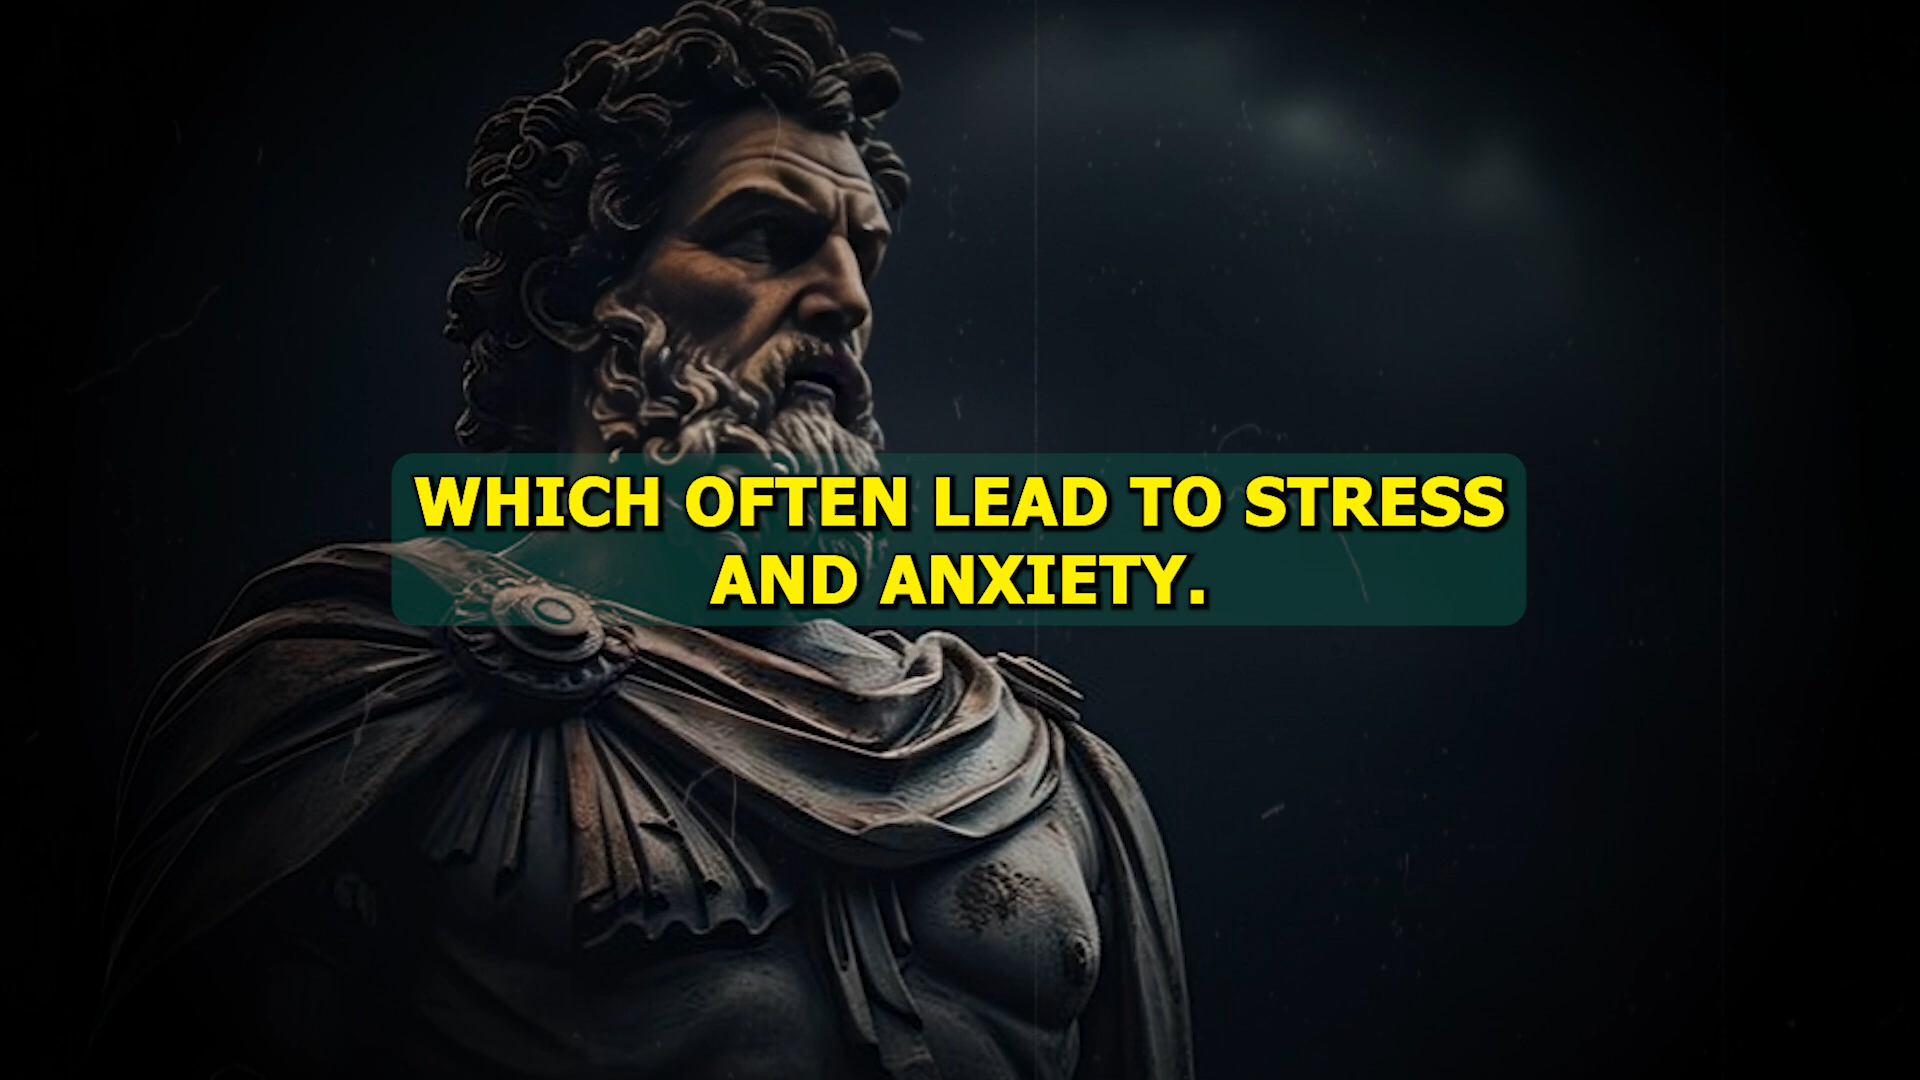 WHICH OFTEN LEAD TO STRESS
AND ANXIETY.